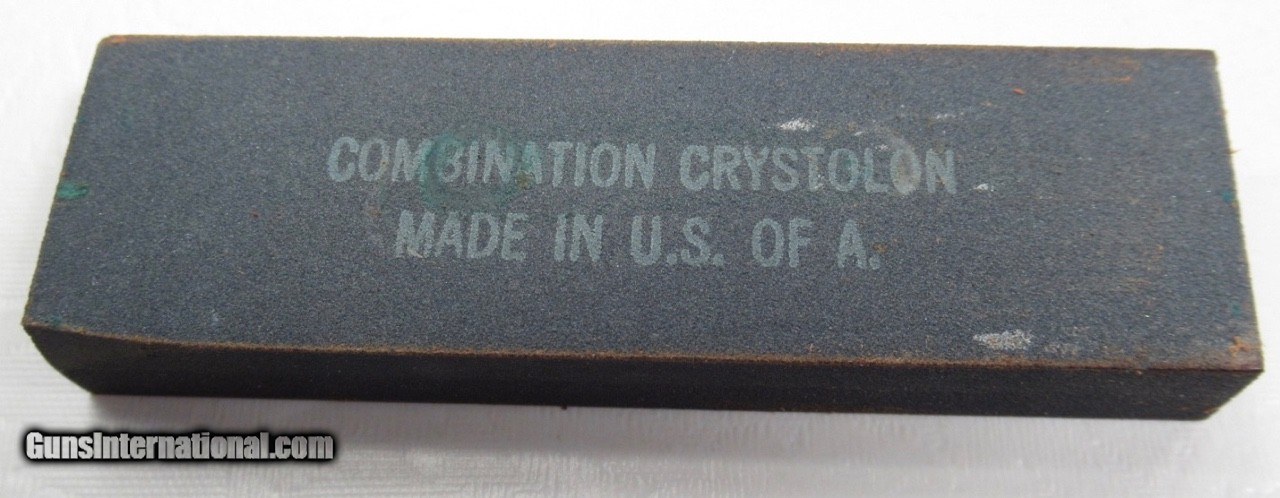 COMBINATION CRYSTOLON
MADE IN U.S. OF A.
GunsInternational.com